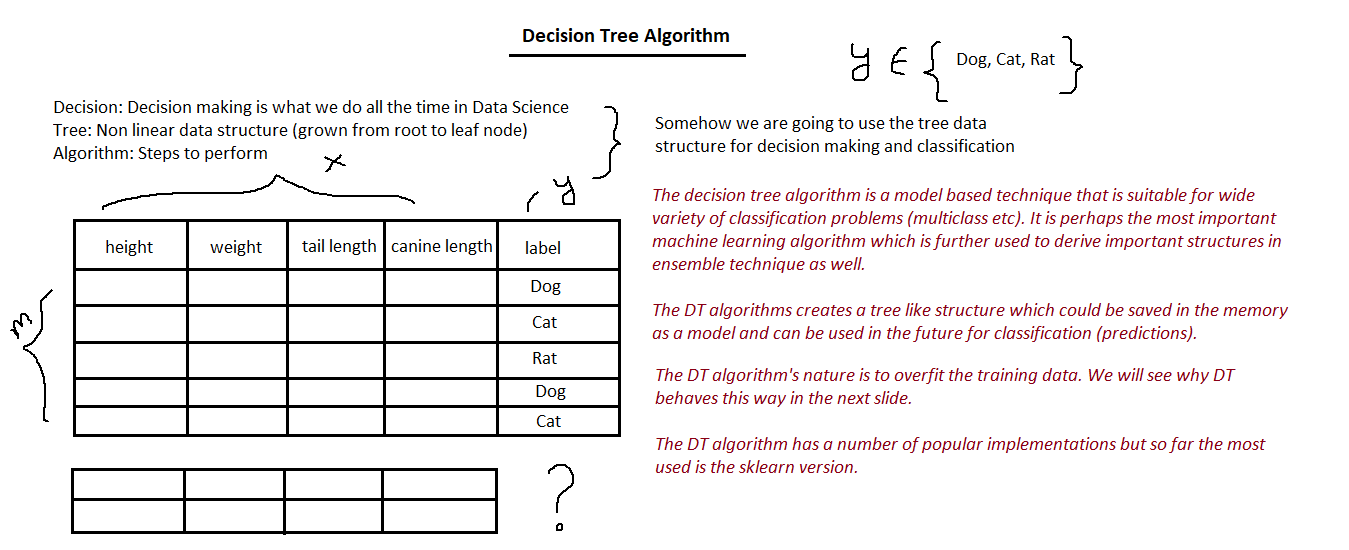 Decision Tree Algorithm
y ∈ { Dog, Cat, Rat }
Decision: Decision making is what we do all the time in Data Science
Tree: Non linear data structure (grown from root to leaf node)
Algorithm: Steps to perform
Somehow we are going to use the tree data
structure for decision making and classification
x
y
height weight tail length canine length label
Dog
Cat
Rat
Dog
Cat
m
?
The decision tree algorithm is a model based technique that is suitable for wide
variety of classification problems (multiclass etc). It is perhaps the most important
machine learning algorithm which is further used to derive important structures in
ensemble technique as well.
The DT algorithms creates a tree like structure which could be saved in the memory
as a model and can be used in the future for classification (predictions).
The DT algorithm's nature is to overfit the training data. We will see why DT
behaves this way in the next slide.
The DT algorithm has a number of popular implementations but so far the most
used is the sklearn version.